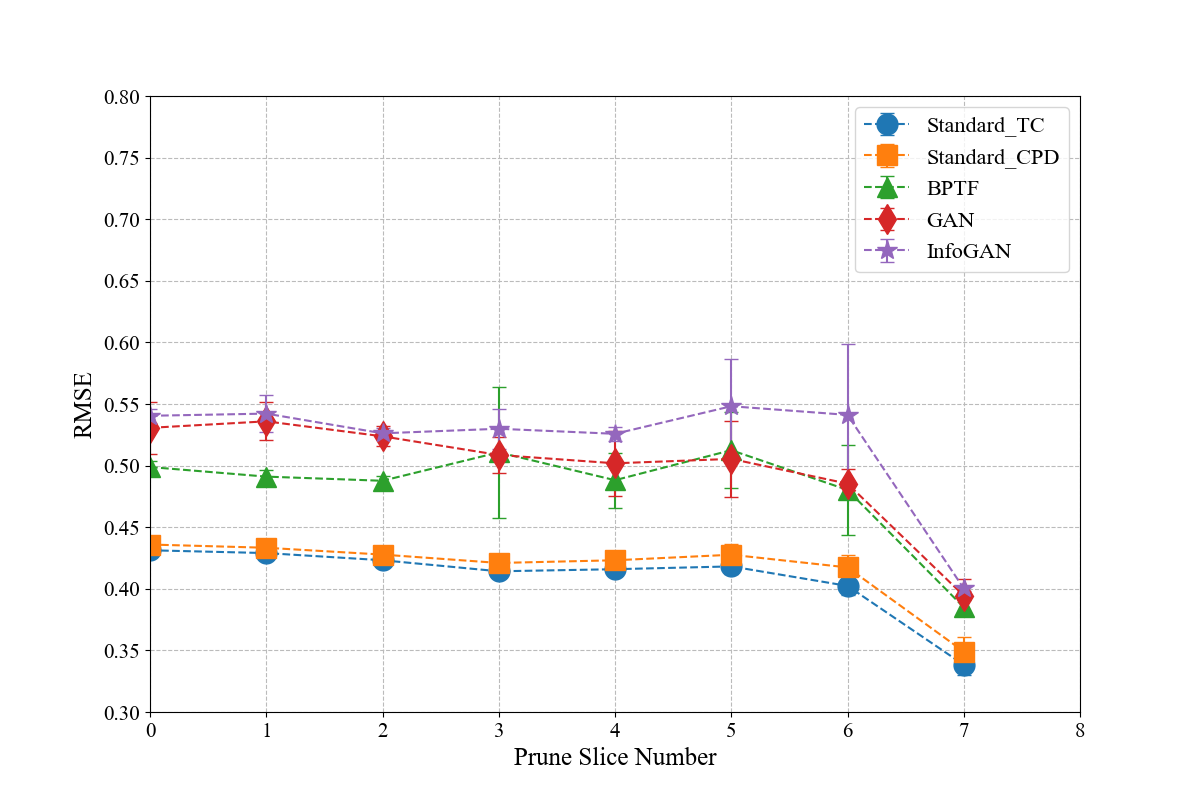 0.80
0.75
0.70
0.65
0.60
0.55
0.50
0.45
0.40
0.35
0.30
RMSE
Standard_TC
Standard_CPD
BPTF
GAN
InfoGAN
0 1 2 3 4 5 6 7 8
Prune Slice Number